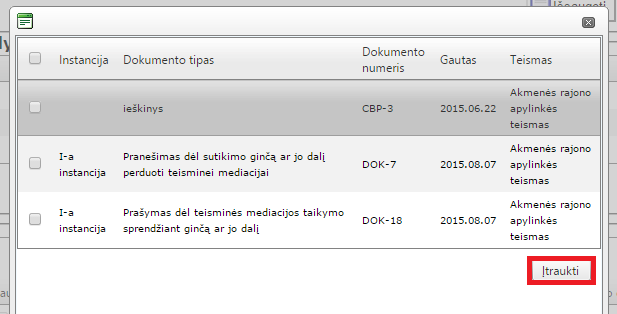 Išsaugoti
Instancija Dokumento tipas Dokumento numeris Gautas Teismas
ieškinys CBP-3 2015.06.22 Akmenės rajono apylinkės teismas
I-a instancija Pranešimas dėl sutikimo ginčą ar jo dalį perduoti teisminei mediacijai DOK-7 2015.08.07 Akmenės rajono apylinkės teismas
I-a instancija Prašymas dėl teisminės mediacijos taikymo sprendžiant ginčą ar jo dalį DOK-18 2015.08.07 Akmenės rajono apylinkės teismas
Įtraukti